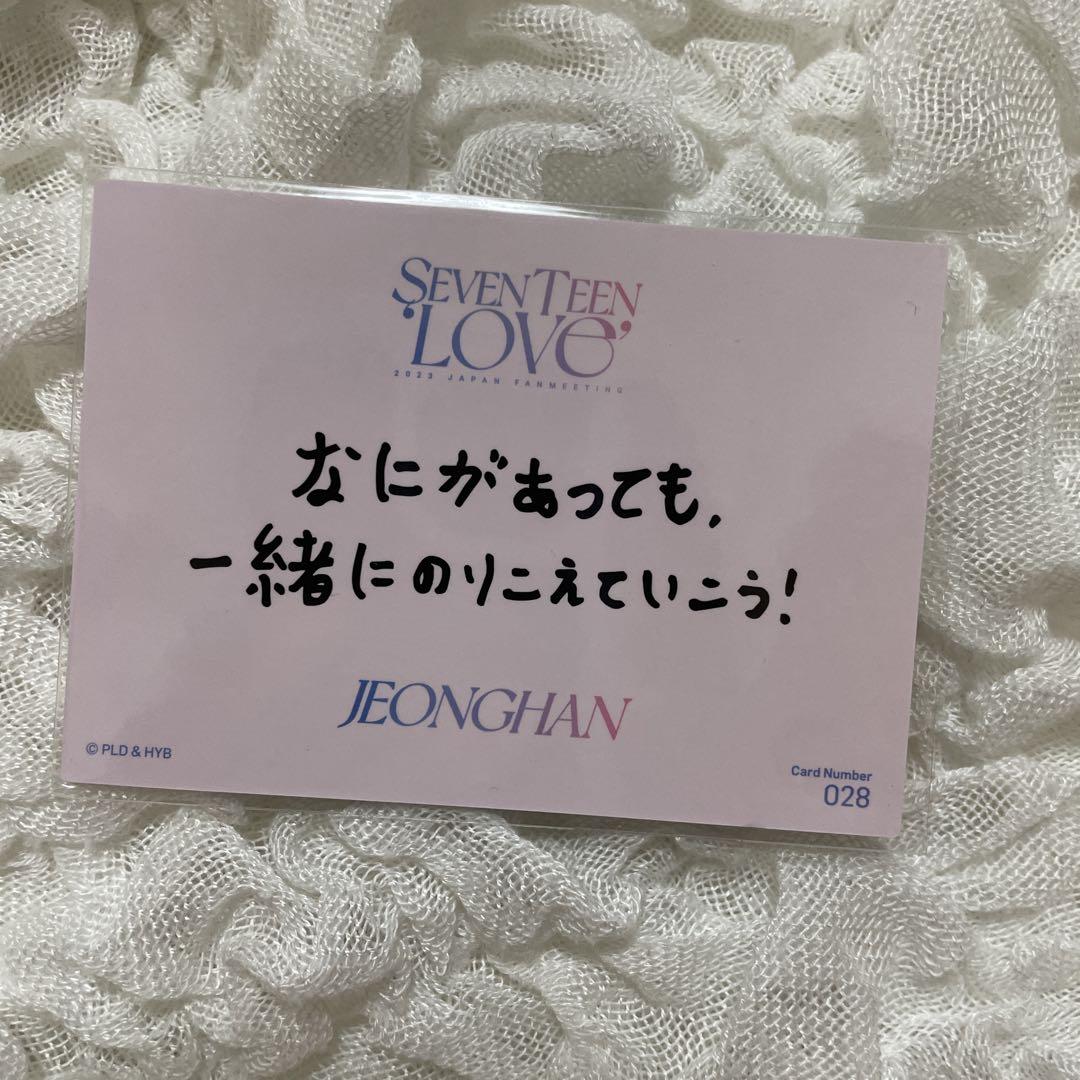 SEVENTEEN
'LOVE'
2023 JAPAN FANMEETING
なにがあっても,
一緒にのりこえていこう!
JEONGHAN
© PLD & HYB
Card Number
028